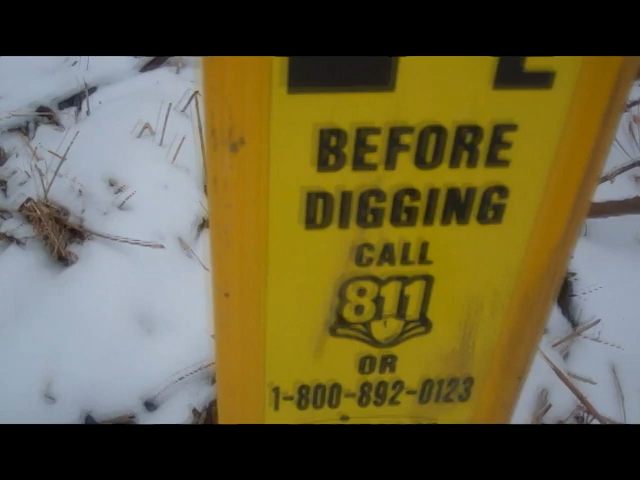 BEFORE
DIGGING
CALL
811
OR
1-800-892-0123